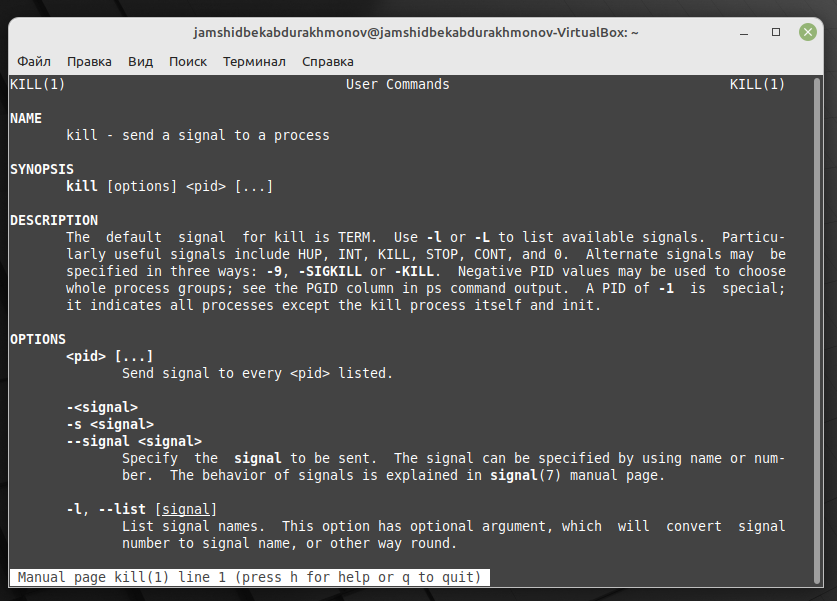 jamshidbekabdurakhmonov@jamshidbekabdurakhmonov-VirtualBox: ~
Файл Правка Вид Поиск Терминал Справка
KILL(1) User Commands KILL(1)
NAME
kill - send a signal to a process
SYNOPSIS
kill [options] <pid> [...]
DESCRIPTION
The default signal for kill is TERM. Use -l or -L to list available signals. Particu-
larly useful signals include HUP, INT, KILL, STOP, CONT, and 0. Alternate signals may be
specified in three ways: -9, -SIGKILL or -KILL. Negative PID values may be used to choose
whole process groups; see the PGID column in ps command output. A PID of -1 is special;
it indicates all processes except the kill process itself and init.
OPTIONS
<pid> [...]
Send signal to every <pid> listed.
-<signal>
-s <signal>
--signal <signal>
Specify the signal to be sent. The signal can be specified by using name or num-
ber. The behavior of signals is explained in signal(7) manual page.
-l, --list [signal]
List signal names. This option has optional argument, which will convert signal
number to signal name, or other way round.
Manual page kill(1) line 1 (press h for help or q to quit)